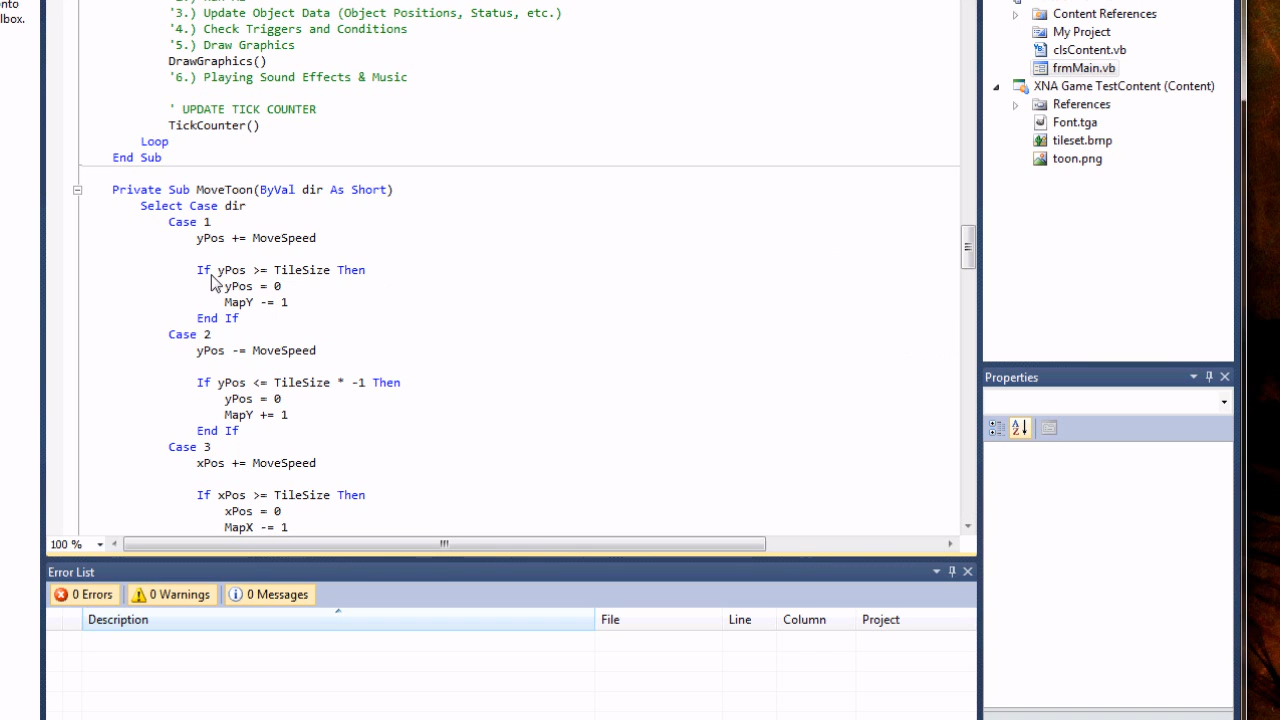 nto
lbox.
'3.) Update Object Data (Object Positions, Status, etc.)
'4.) Check Triggers and Conditions
'5.) Draw Graphics
DrawGraphics()
'6.) Playing Sound Effects & Music
' UPDATE TICK COUNTER
TickCounter()
Loop
End Sub
Private Sub MoveToon(ByVal dir As Short)
Select Case dir
Case 1
yPos += MoveSpeed
If yPos >= TileSize Then
yPos = 0
MapY -= 1
End If
Case 2
yPos -= MoveSpeed
If yPos <= TileSize * -1 Then
yPos = 0
MapY += 1
End If
Case 3
xPos += MoveSpeed
If xPos >= TileSize Then
xPos = 0
MapX -= 1
100 %
Content References
My Project
clsContent.vb
frmMain.vb
XNA Game TestContent (Content)
References
Font.tga
tileset.bmp
toon.png
Properties
Error List
0 Errors
0 Warnings
0 Messages
Description
File
Line
Column
Project